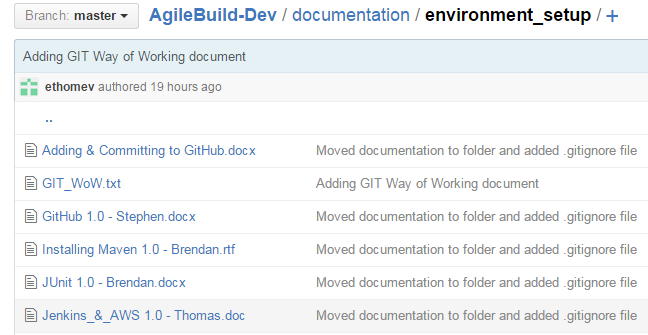 Branch: master AgileBuild-Dev / documentation / environment_setup / +
Adding GIT Way of Working document
ethomev authored 19 hours ago
..
Adding & Committing to GitHub.docx Moved documentation to folder and added .gitignore file
GIT_WoW.txt Adding GIT Way of Working document
GitHub 1.0 - Stephen.docx Moved documentation to folder and added .gitignore file
Installing Maven 1.0 - Brendan.rtf Moved documentation to folder and added .gitignore file
JUnit 1.0 - Brendan.docx Moved documentation to folder and added .gitignore file
Jenkins_&_AWS 1.0 - Thomas.doc Moved documentation to folder and added .gitignore file